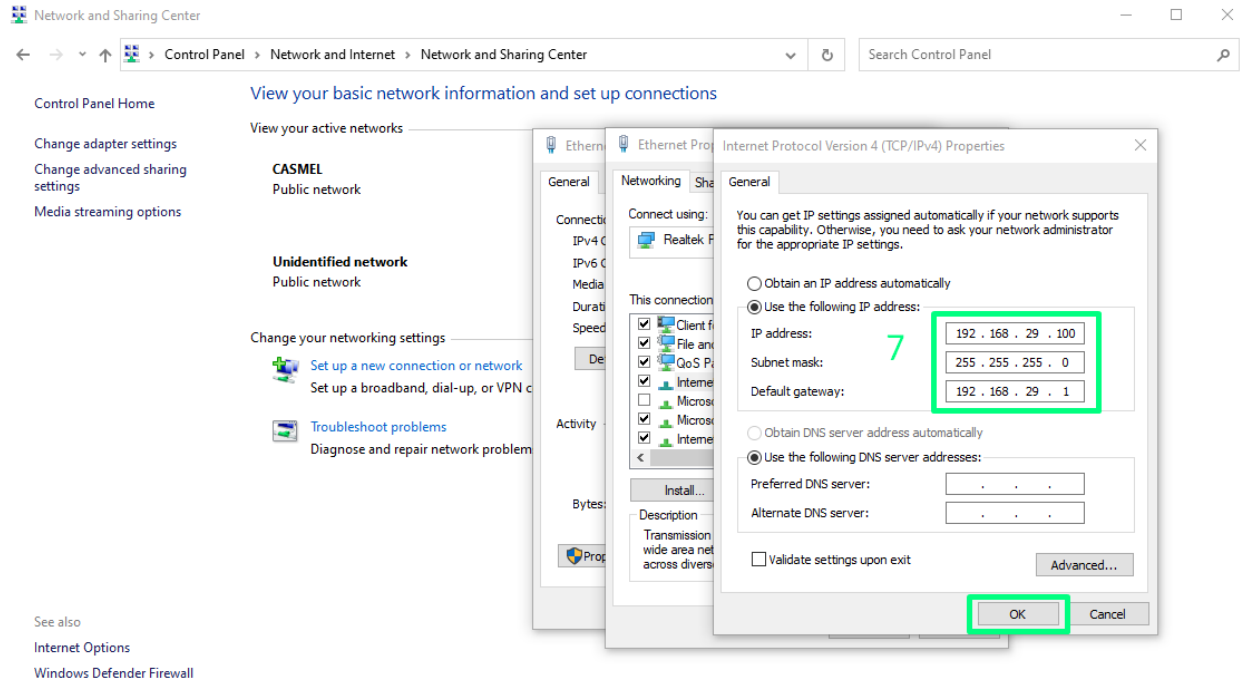 Network and Sharing Center
Control Panel > Network and Internet > Network and Sharing Center
Search Control Panel
Control Panel Home
Change adapter settings
Change advanced sharing
settings
Media streaming options
See also
Internet Options
Windows Defender Firewall
View your basic network information and set up connections
View your active networks
CASMEL
Public network
Unidentified network
Public network
Change your networking settings
Set up a new connection or network
Set up a broadband, dial-up, or VPN c
Troubleshoot problems
Diagnose and repair network problem
Ethern
General
Connectio
IPv4 C
IPv6 C
Media
Durati
Speed
De
Activity
Bytes:
Prop
Ethernet Prop
Networking
Sha
Connect using:
Realtek P
This connection
Client f
File and
QoS Pa
Interne
Microso
Microso
Interne
Install...
Description
Transmission
wide area net
across divers
Internet Protocol Version 4 (TCP/IPv4) Properties
General
You can get IP settings assigned automatically if your network supports
this capability. Otherwise, you need to ask your network administrator
for the appropriate IP settings.
Obtain an IP address automatically
Use the following IP address:
IP address: 192 . 168 . 29 . 100
7
Subnet mask: 255 . 255 . 255 . 0
Default gateway: 192 . 168 . 29 . 1
Obtain DNS server address automatically
Use the following DNS server addresses:
Preferred DNS server: . . .
Alternate DNS server: . . .
Validate settings upon exit
Advanced...
OK
Cancel